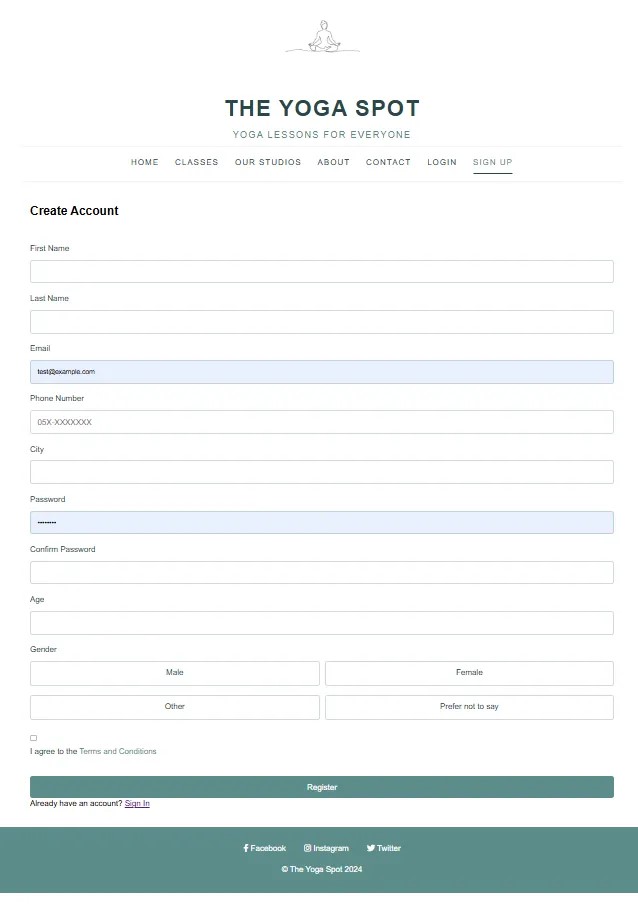 THE YOGA SPOT
YOGA LESSONS FOR EVERYONE
HOME CLASSES OUR STUDIOS ABOUT CONTACT LOGIN SIGN UP
Create Account
First Name
Last Name
Email
test@example.com
Phone Number
05X-XXXXXXX
City
Password
••••••••
Confirm Password
Age
Gender
Male Female
Other Prefer not to say
I agree to the Terms and Conditions
Register
Already have an account? Sign In
Facebook Instagram Twitter
© The Yoga Spot 2024